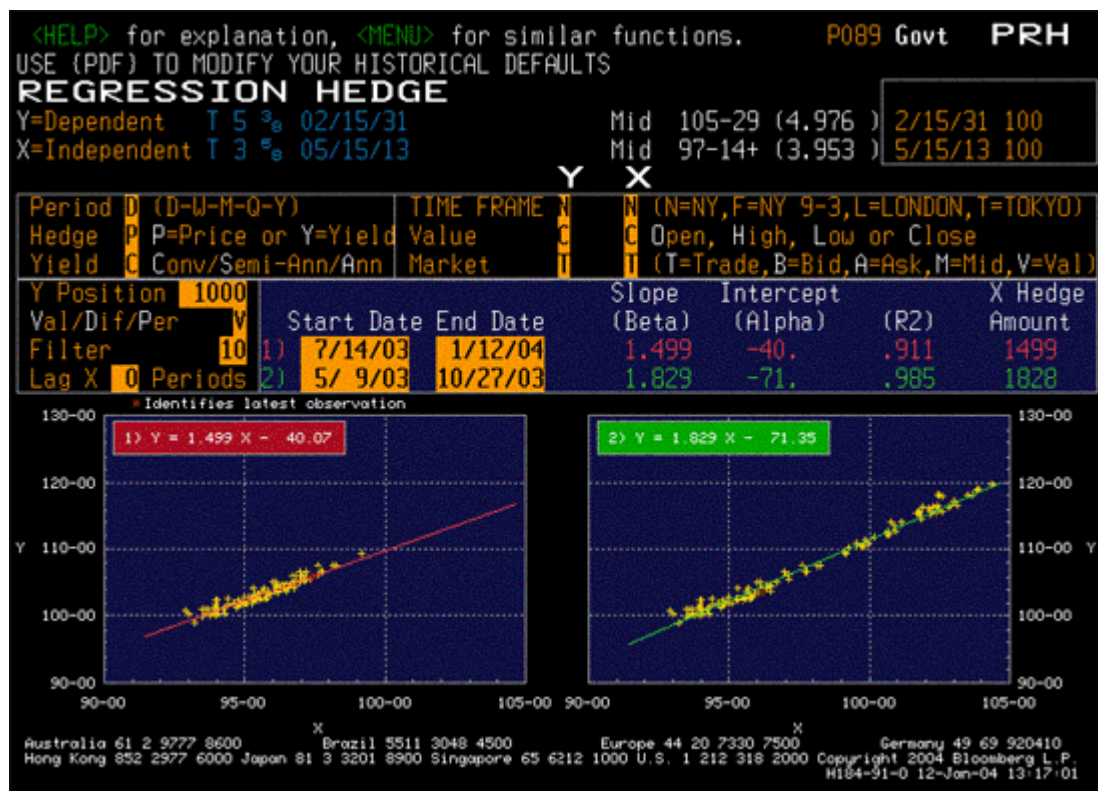 <HELP> for explanation, <MENU> for similar functions. P089 Govt PRH
USE {PDF} TO MODIFY YOUR HISTORICAL DEFAULTS
REGRESSION HEDGE
Y=Dependent T 5 ³₈ 02/15/31 Mid 105-29 (4.976 ) 2/15/31 100
X=Independent T 3 ⁵₈ 05/15/13 Mid 97-14+ (3.953 ) 5/15/13 100
Y X
Period D (D-W-M-Q-Y) TIME FRAME N N (N=NY,F=NY 9-3,L=LONDON,T=TOKYO)
Hedge P P=Price or Y=Yield Value C C Open, High, Low or Close
Yield C Conv/Semi-Ann/Ann Market T T (T=Trade,B=Bid,A=Ask,M=Mid,V=Val)
Y Position 1000 Slope Intercept X Hedge
Val/Dif/Per V Start Date End Date (Beta) (Alpha) (R2) Amount
Filter 10 1) 7/14/03 1/12/04 1.499 -40. .911 1499
Lag X 0 Periods 2) 5/ 9/03 10/27/03 1.829 -71. .985 1828
Identifies latest observation
130-00 1) Y = 1.499 X - 40.07 2) Y = 1.829 X - 71.35 130-00
120-00 120-00
Y 110-00 110-00 Y
100-00 100-00
90-00 90-00
90-00 95-00 100-00 105-00 90-00 95-00 100-00 105-00
X X
Australia 61 2 9777 8600 Brazil 5511 3048 4500 Europe 44 20 7330 7500 Germany 49 69 920410
Hong Kong 852 2977 6000 Japan 81 3 3201 8900 Singapore 65 6212 1000 U.S. 1 212 318 2000 Copyright 2004 Bloomberg L.P.
H184-91-0 12-Jan-04 13:17:01